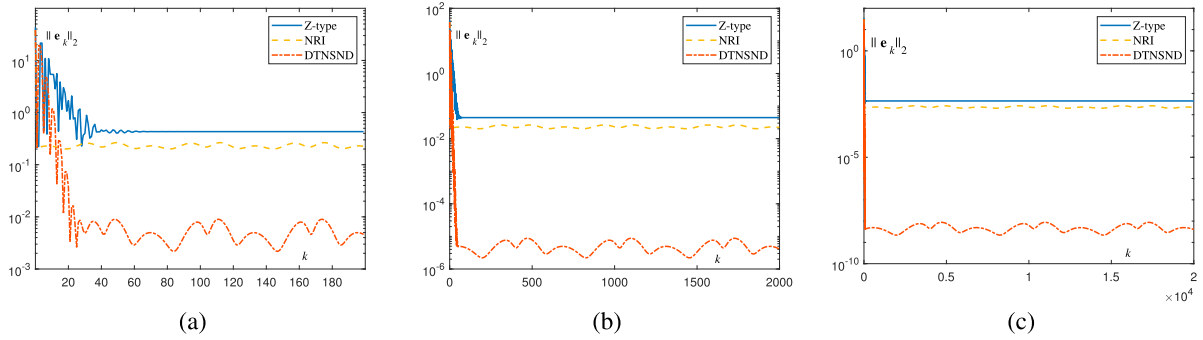 10^1
10^0
10^-1
10^-2
10^-3
|| e_k||_2
Z-type
NRI
DTNSND
k
20 40 60 80 100 120 140 160 180
(a)
10^2
10^0
10^-2
10^-4
10^-6
|| e_k||_2
Z-type
NRI
DTNSND
k
0 500 1000 1500 2000
(b)
10^0
10^-5
10^-10
|| e_k||_2
Z-type
NRI
DTNSND
k
0 0.5 1 1.5 2
×10^4
(c)